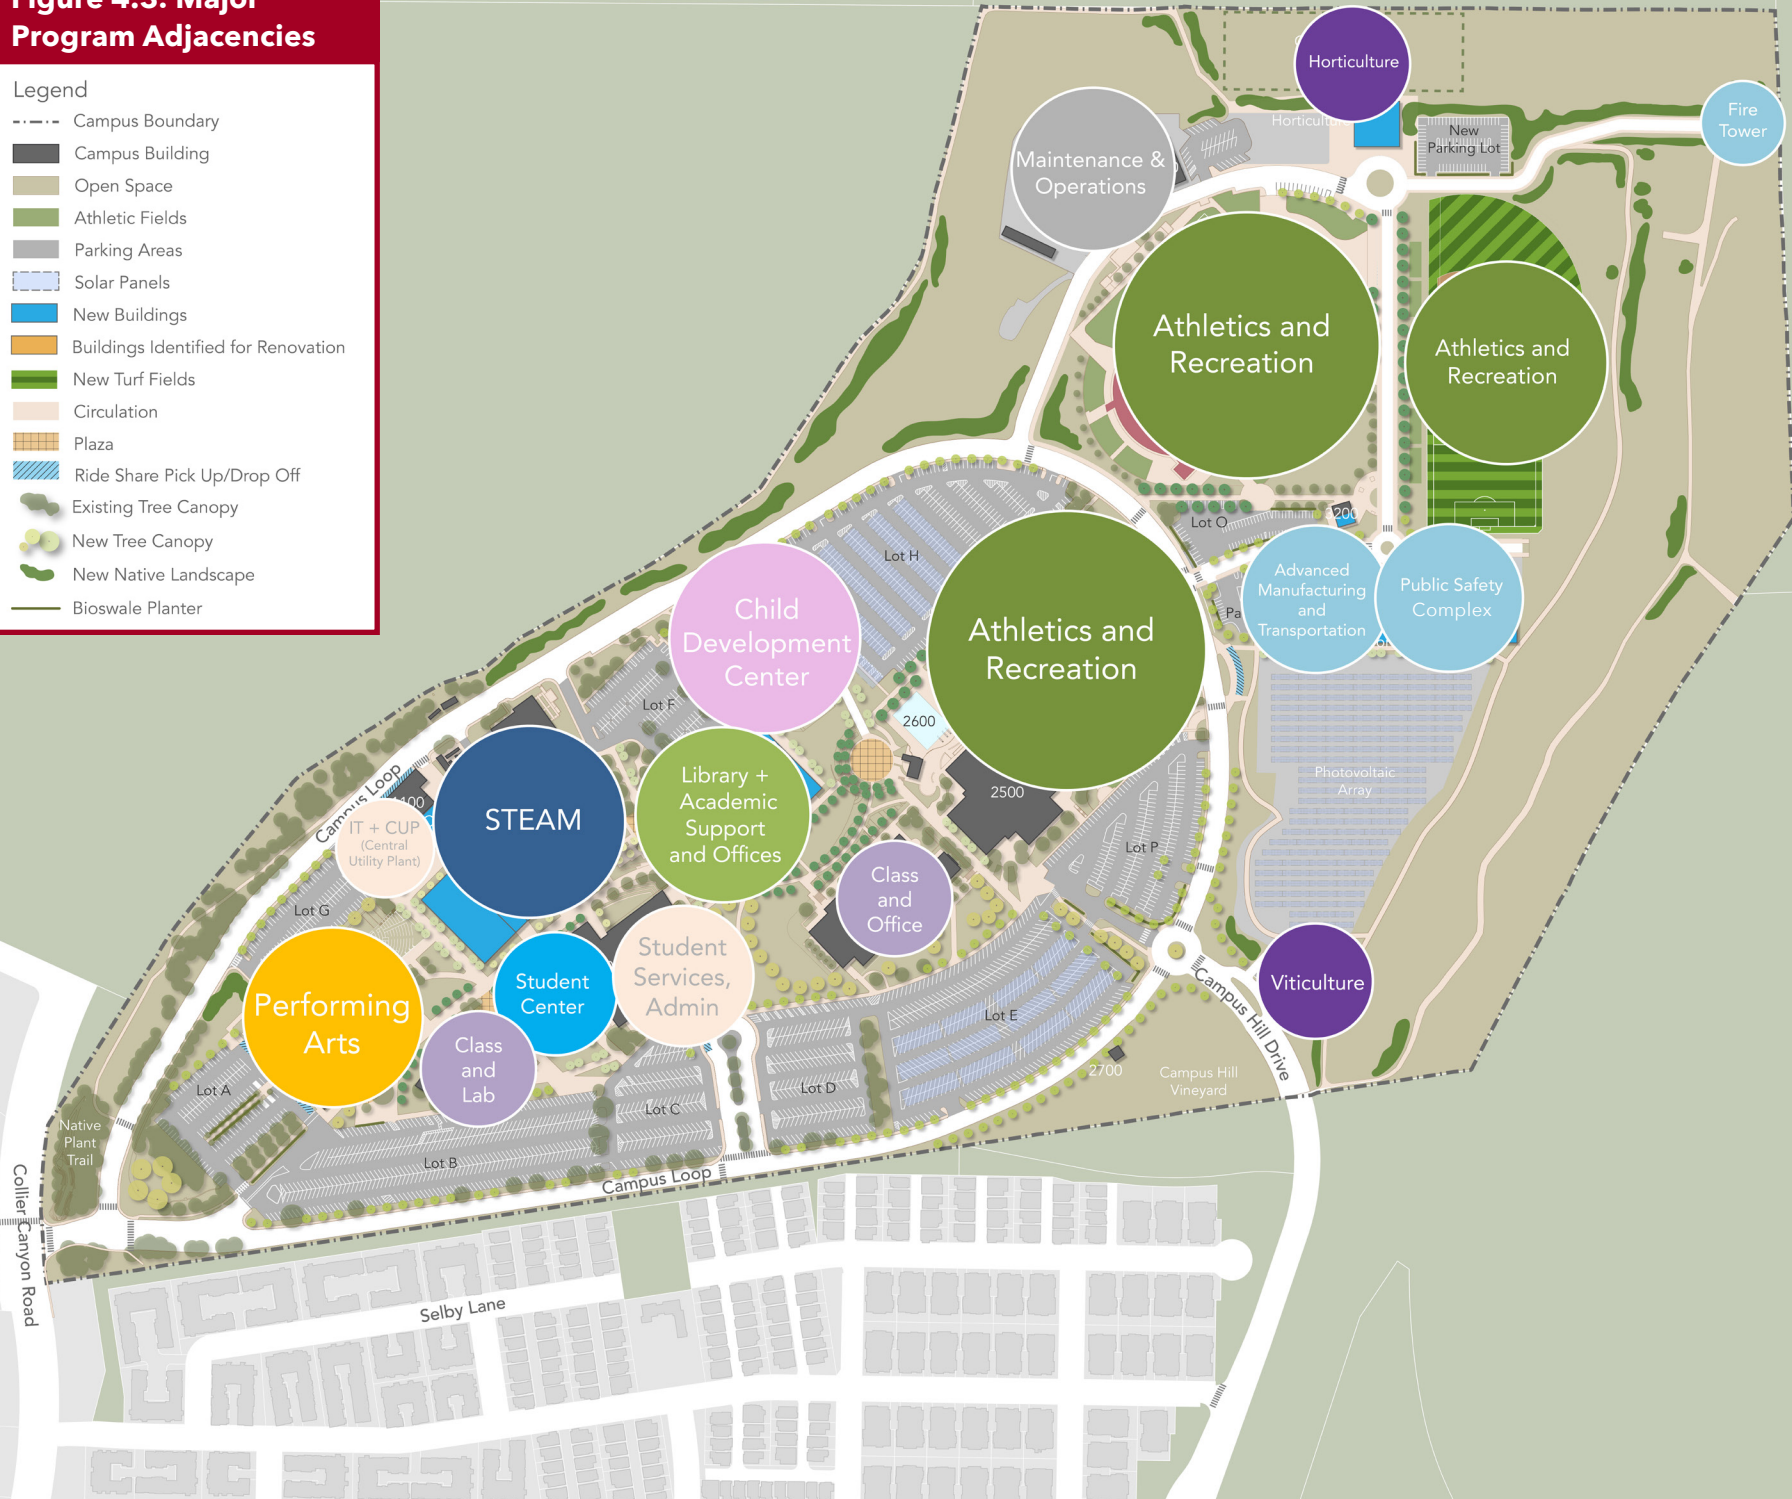 Figure 4.3: Major
Program Adjacencies
Legend
Campus Boundary
Campus Building
Open Space
Athletic Fields
Parking Areas
Solar Panels
New Buildings
Buildings Identified for Renovation
New Turf Fields
Circulation
Plaza
Ride Share Pick Up/Drop Off
Existing Tree Canopy
New Tree Canopy
New Native Landscape
Bioswale Planter
Horticulture
Fire
Tower
New
Parking Lot
Maintenance &
Operations
Athletics and
Recreation
Athletics and
Recreation
Lot O
Lot H
Advanced
Manufacturing
and
Transportation
Public Safety
Complex
Child
Development
Center
Athletics and
Recreation
Lot F
2600
Library +
Academic
Support
and Offices
Photovoltaic
Array
2500
Campus Loop
STEAM
IT + CUP
(Central
Utility Plant)
Lot P
Class
and
Office
Lot G
Student
Services,
Admin
Student
Center
Viticulture
Performing
Arts
Lot E
Campus Hill Drive
Class
and
Lab
2700
Campus Hill
Vineyard
Lot A
Lot D
Lot C
Native
Plant
Trail
Lot B
Campus Loop
Collier Canyon Road
Selby Lane